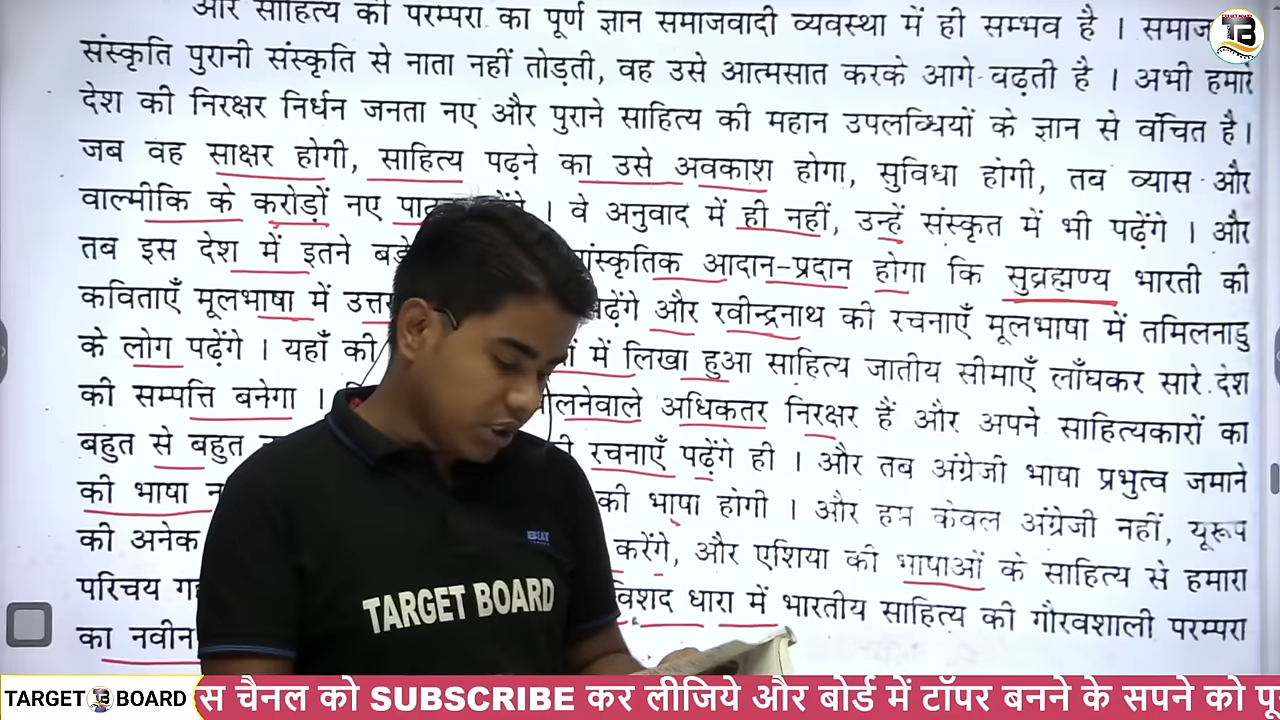 और साहित्य की परम्परा का पूर्ण ज्ञान समाजवादी व्यवस्था में ही सम्भव है । समाज
TB
संस्कृति पुरानी संस्कृति से नाता नहीं तोड़ती, वह उसे आत्मसात करके आगे बढ़ती है । अभी हमारे
देश की निरक्षर निर्धन जनता नए और पुराने साहित्य की महान उपलब्धियों के ज्ञान से वंचित है।
जब वह साक्षर होगी, साहित्य पढ़ने का उसे अवकाश होगा, सुविधा होगी, तब व्यास और
वाल्मीकि के करोड़ों नए । वे अनुवाद में ही नहीं, उन्हें संस्कृत में भी पढ़ेंगे । और
तब इस देश में इतने बड़े सांस्कृतिक आदान-प्रदान होगा कि सुब्रह्मण्य भारती की
कविताएँ मूलभाषा में पढ़ेंगे और रवीन्द्रनाथ की रचनाएँ मूलभाषा में तमिलनाडु
के लोग पढ़ेंगे । यहाँ की में लिखा हुआ साहित्य जातीय सीमाएँ लाँघकर सारे देश
की सम्पत्ति बनेगा । अधिकतर निरक्षर हैं और अपने साहित्यकारों का
बहुत से बहुत रचनाएँ पढ़ेंगे ही । और तब अंग्रेजी भाषा प्रभुत्व जमाने
की भाषा की भाषा होगी । और हम केवल अंग्रेजी नहीं, यूरूप
की अनेक करेंगे, और एशिया की भाषाओं के साहित्य से हमारा
परिचय विशद धारा में भारतीय साहित्य की गौरवशाली परम्परा
का नवीन
TARGET BOARD
TARGET TB BOARD
स चैनल को SUBSCRIBE कर लीजिये और बोर्ड में टॉपर बनने के सपने को पू